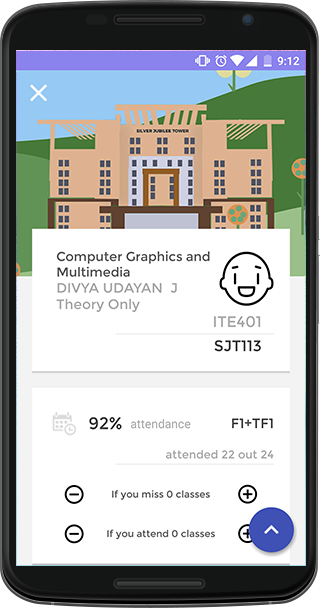 9:12
SILVER JUBILEE TOWER
Computer Graphics and
Multimedia
DIVYA UDAYAN J
Theory Only
ITE401
SJT113
92% attendance F1+TF1
attended 22 out 24
If you miss 0 classes
If you attend 0 classes